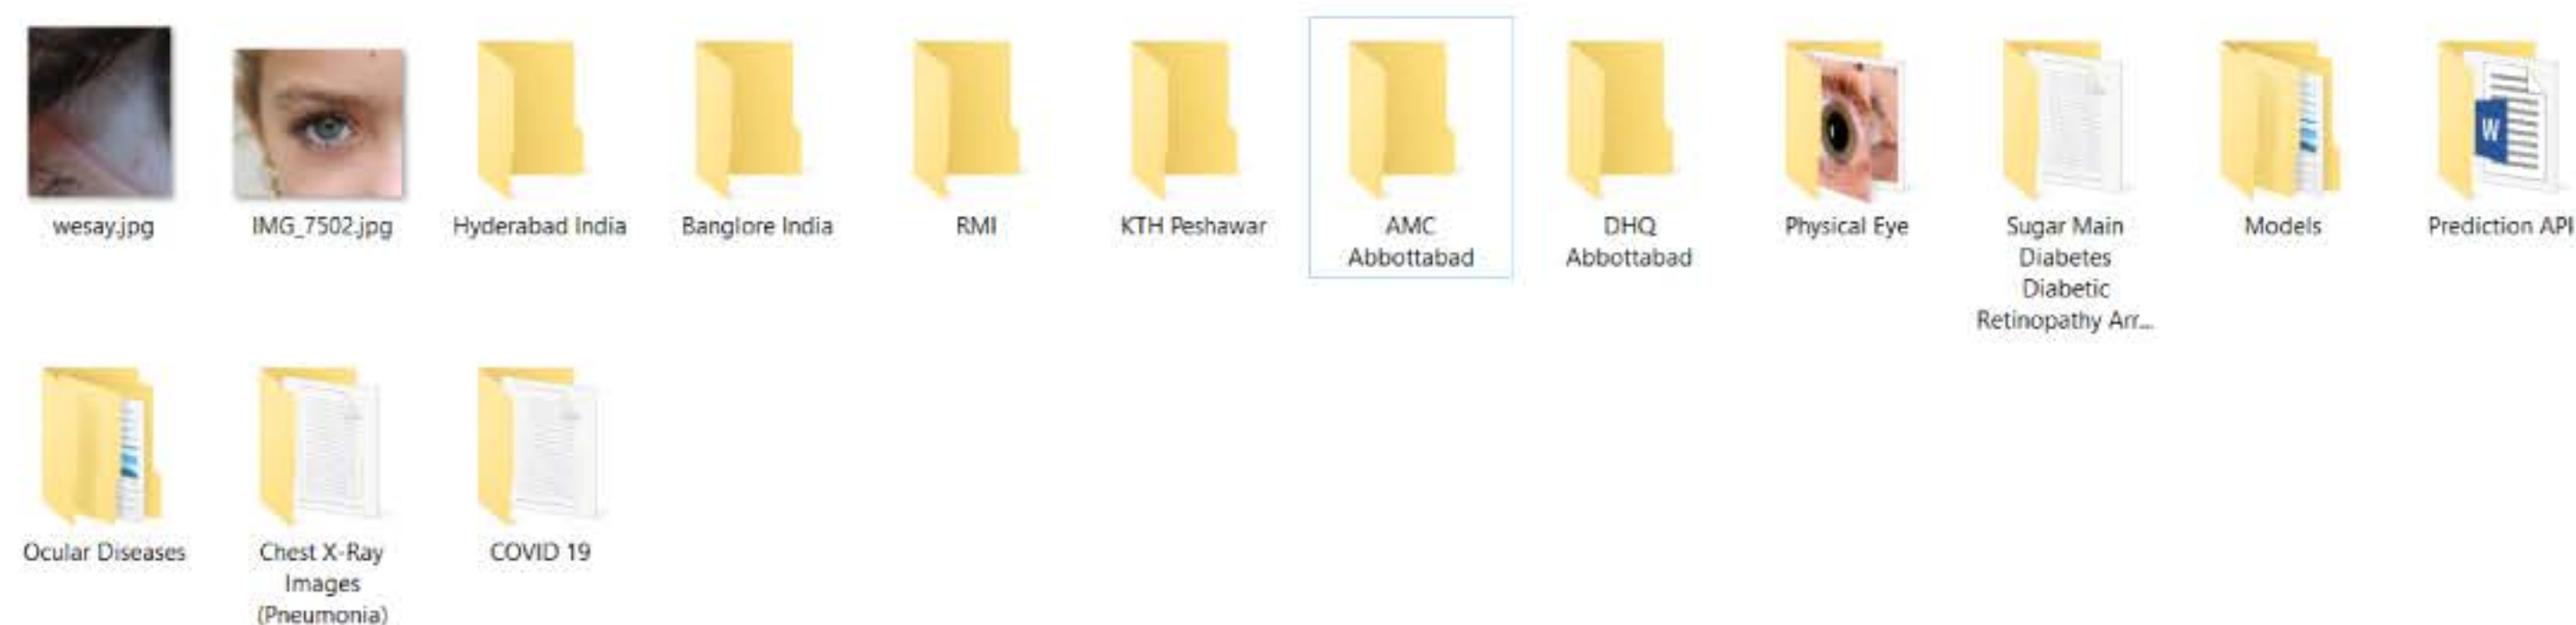 wesay.jpg
IMG_7502.jpg
Hyderabad India
Banglore India
RMI
KTH Peshawar
AMC
Abbottabad
DHQ
Abbottabad
Physical Eye
Sugar Main
Diabetes
Diabetic
Retinopathy Arr...
Models
W
Prediction API
Ocular Diseases
Chest X-Ray
Images
(Pneumonia)
COVID 19